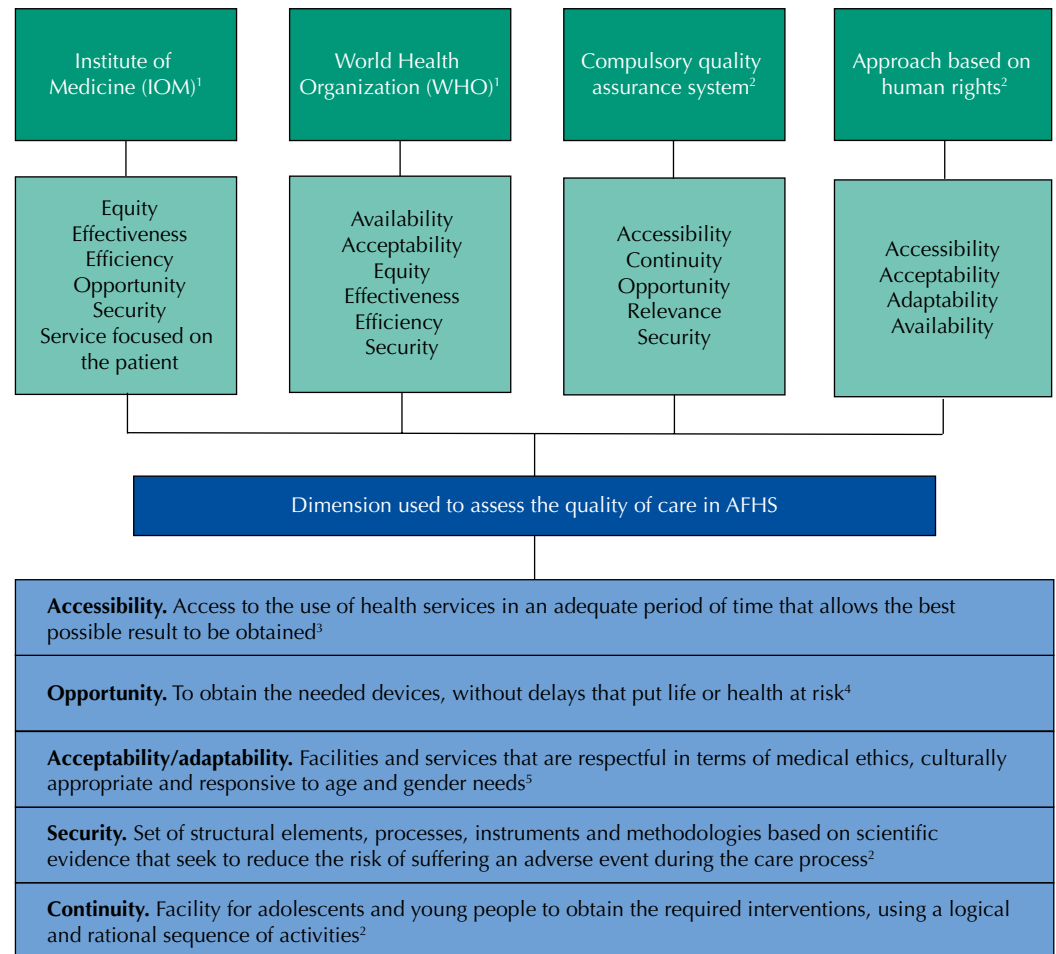 Institute of
Medicine (IOM)¹
World Health
Organization (WHO)¹
Compulsory quality
assurance system²
Approach based on
human rights²
Equity
Effectiveness
Efficiency
Opportunity
Security
Service focused on
the patient
Availability
Acceptability
Equity
Effectiveness
Efficiency
Security
Accessibility
Continuity
Opportunity
Relevance
Security
Accessibility
Acceptability
Adaptability
Availability
Dimension used to assess the quality of care in AFHS
Accessibility. Access to the use of health services in an adequate period of time that allows the best
possible result to be obtained³
Opportunity. To obtain the needed devices, without delays that put life or health at risk⁴
Acceptability/adaptability. Facilities and services that are respectful in terms of medical ethics, culturally
appropriate and responsive to age and gender needs⁵
Security. Set of structural elements, processes, instruments and methodologies based on scientific
evidence that seek to reduce the risk of suffering an adverse event during the care process²
Continuity. Facility for adolescents and young people to obtain the required interventions, using a logical
and rational sequence of activities²